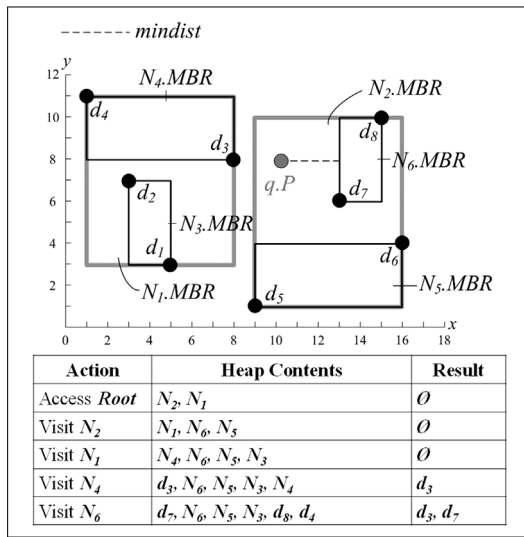 mindist
y
N4.MBR
N2.MBR
12
10
8
6
4
2
0
d4
d3
d8
N6.MBR
q.P
d7
d2
N3.MBR
d1
d6
N1.MBR
d5
N5.MBR
x
0 2 4 6 8 10 12 14 16 18
Action Heap Contents Result
Access Root N2, N1 Ø
Visit N2 N1, N6, N5 Ø
Visit N1 N4, N6, N5, N3 Ø
Visit N4 d3, N6, N5, N3, N4 d3
Visit N6 d7, N6, N5, N3, d8, d4 d3, d7